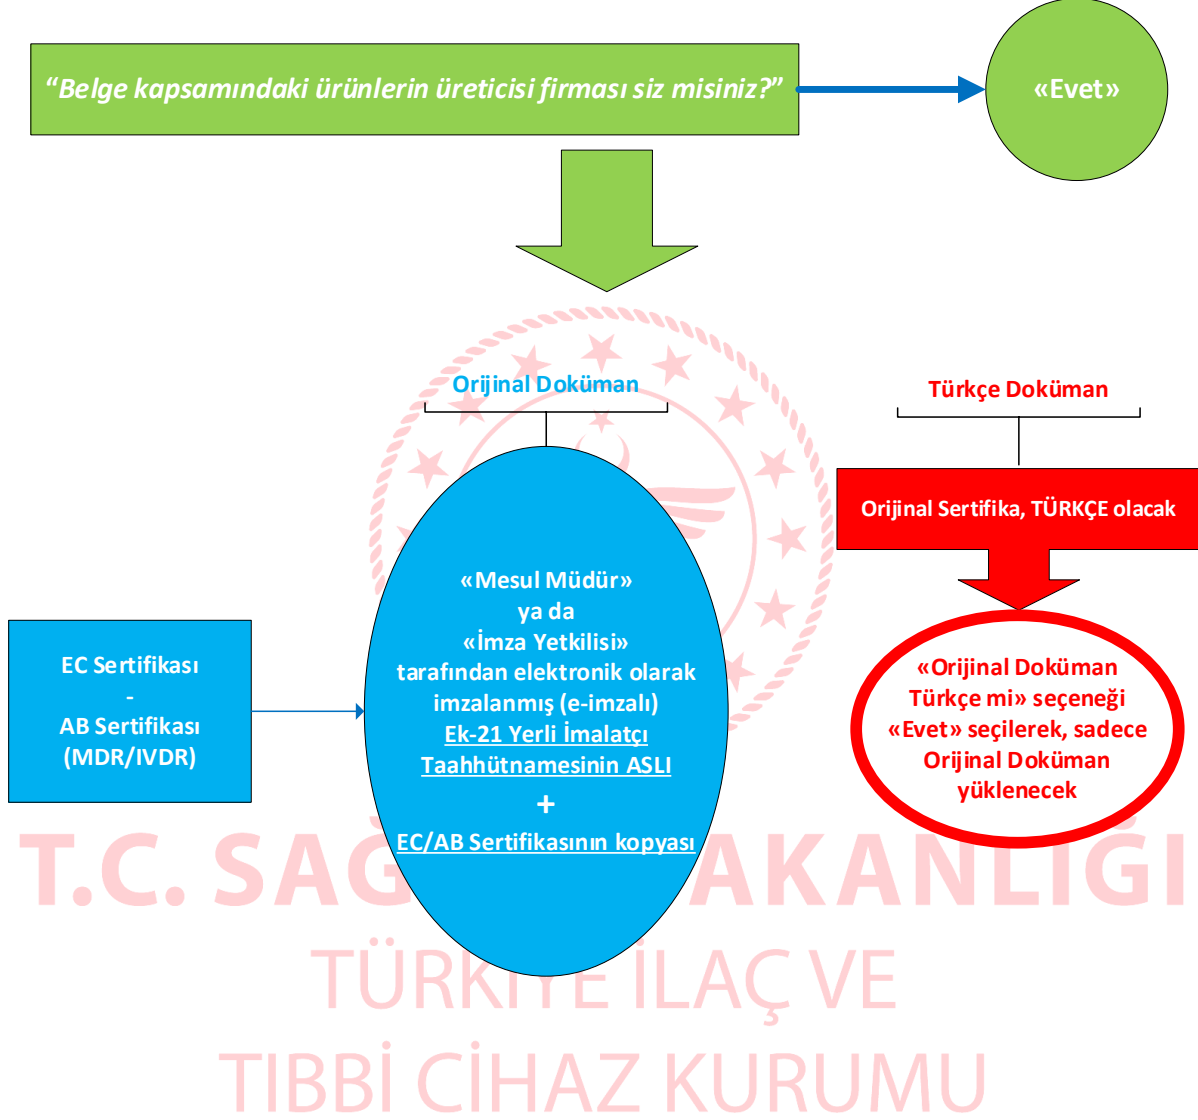 “Belge kapsamındaki ürünlerin üreticisi firması siz misiniz?”
«Evet»
Orijinal Doküman
Türkçe Doküman
Orijinal Sertifika, TÜRKÇE olacak
«Mesul Müdür»
ya da
«İmza Yetkilisi»
tarafından elektronik olarak
imzalanmış (e-imzalı)
Ek-21 Yerli İmalatçı
Taahhütnamesinin ASLI
+
EC/AB Sertifikasının kopyası
EC Sertifikası
-
AB Sertifikası
(MDR/IVDR)
«Orijinal Doküman
Türkçe mi» seçeneği
«Evet» seçilerek, sadece
Orijinal Doküman
yüklenecek
T.C. SAĞ AKANLIĞI
TÜRKİYE İLAÇ VE
TIBBİ CİHAZ KURUMU